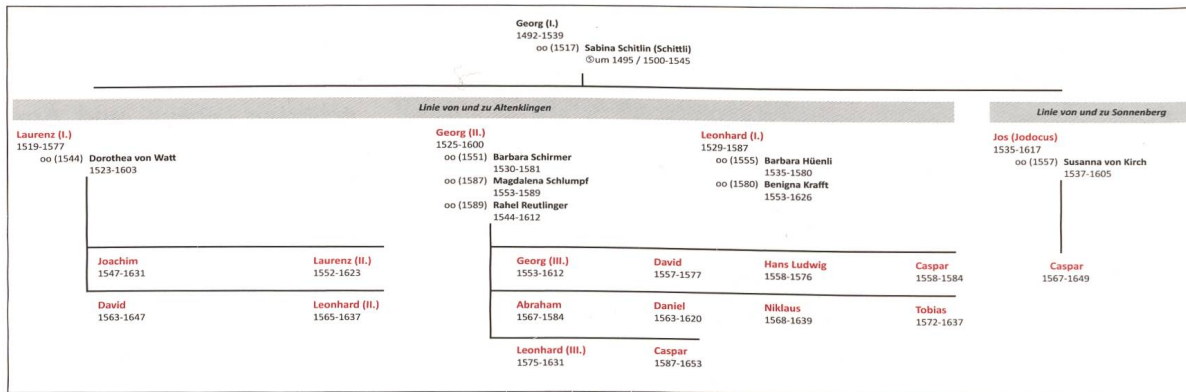 Georg (I.)
1492-1539
oo (1517) Sabina Schitlin (Schittli)
Ⓢum 1495 / 1500-1545
Linie von und zu Altenklingen
Linie von und zu Sonnenberg
Laurenz (I.)
1519-1577
oo (1544) Dorothea von Watt
1523-1603
Georg (II.)
1525-1600
oo (1551) Barbara Schirmer
1530-1581
oo (1587) Magdalena Schlumpf
1553-1589
oo (1589) Rahel Reutlinger
1544-1612
Leonhard (I.)
1529-1587
oo (1555) Barbara Hüenli
1535-1580
oo (1580) Benigna Krafft
1553-1626
Jos (Jodocus)
1535-1617
oo (1557) Susanna von Kirch
1537-1605
Joachim
1547-1631
Laurenz (II.)
1552-1623
David
1563-1647
Leonhard (II.)
1565-1637
Georg (III.)
1553-1612
David
1557-1577
Hans Ludwig
1558-1576
Caspar
1558-1584
Abraham
1567-1584
Daniel
1563-1620
Niklaus
1568-1639
Tobias
1572-1637
Leonhard (III.)
1575-1631
Caspar
1587-1653
Caspar
1567-1649